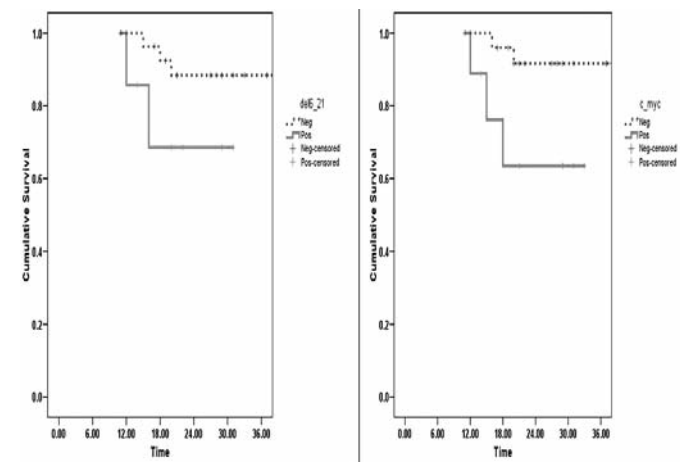 1.0
0.8
0.6
0.4
0.2
0.0
Cumulative Survival
0.00 6.00 12.00 18.00 24.00 30.00 36.00
Time
del6_21
Neg
Pos
Neg-censored
Pos-censored
1.0
0.8
0.6
0.4
0.2
0.0
Cumulative Survival
0.00 6.00 12.00 18.00 24.00 30.00 36.00
Time
c_myc
Neg
Pos
Neg-censored
Pos-censored